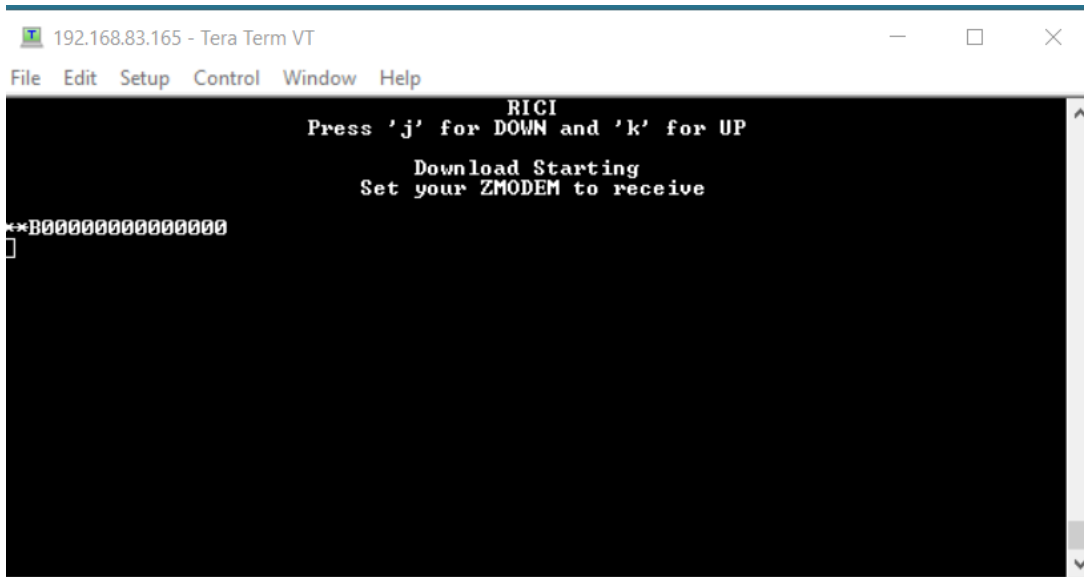 192.168.83.165 - Tera Term VT
File Edit Setup Control Window Help
RICI
Press 'j' for DOWN and 'k' for UP
Download Starting
Set your ZMODEM to receive
**B00000000000000